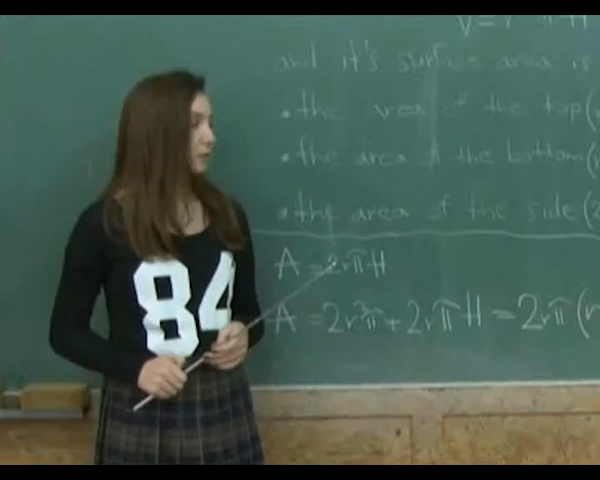 V = r π H
and it's surface area is
• the area of the top (
• the area of the bottom (
• the area of the side (2
A = 2rπH
A = 2r²π + 2rπH = 2rπ (r
84